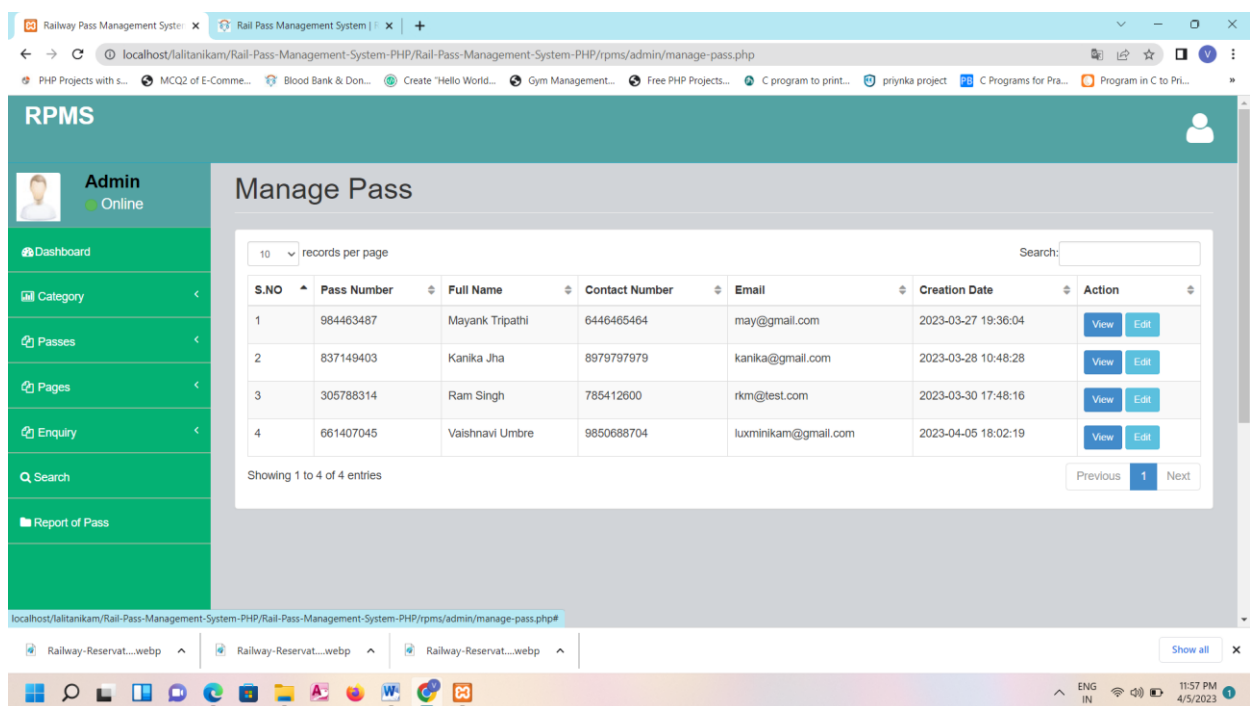 Railway Pass Management System
Rail Pass Management System | F
localhost/lalitanikam/Rail-Pass-Management-System-PHP/Rail-Pass-Management-System-PHP/rpms/admin/manage-pass.php
V
PHP Projects with s... MCQ2 of E-Comme... Blood Bank & Don... Create "Hello World... Gym Management... Free PHP Projects... C program to print... priynka project PB C Programs for Pra... Program in C to Pri... »
RPMS
Admin
Online
Manage Pass
Dashboard
Category
Passes
Pages
Enquiry
Search
Report of Pass
10 records per page
Search:
S.NO Pass Number Full Name Contact Number Email Creation Date Action
1 984463487 Mayank Tripathi 6446465464 may@gmail.com 2023-03-27 19:36:04 View Edit
2 837149403 Kanika Jha 8979797979 kanika@gmail.com 2023-03-28 10:48:28 View Edit
3 305788314 Ram Singh 785412600 rkm@test.com 2023-03-30 17:48:16 View Edit
4 661407045 Vaishnavi Umbre 9850688704 luxminikam@gmail.com 2023-04-05 18:02:19 View Edit
Showing 1 to 4 of 4 entries
Previous 1 Next
localhost/lalitanikam/Rail-Pass-Management-System-PHP/Rail-Pass-Management-System-PHP/rpms/admin/manage-pass.php#
Railway-Reservat....webp Railway-Reservat....webp Railway-Reservat....webp Show all
ENG
IN
11:57 PM
4/5/2023
1